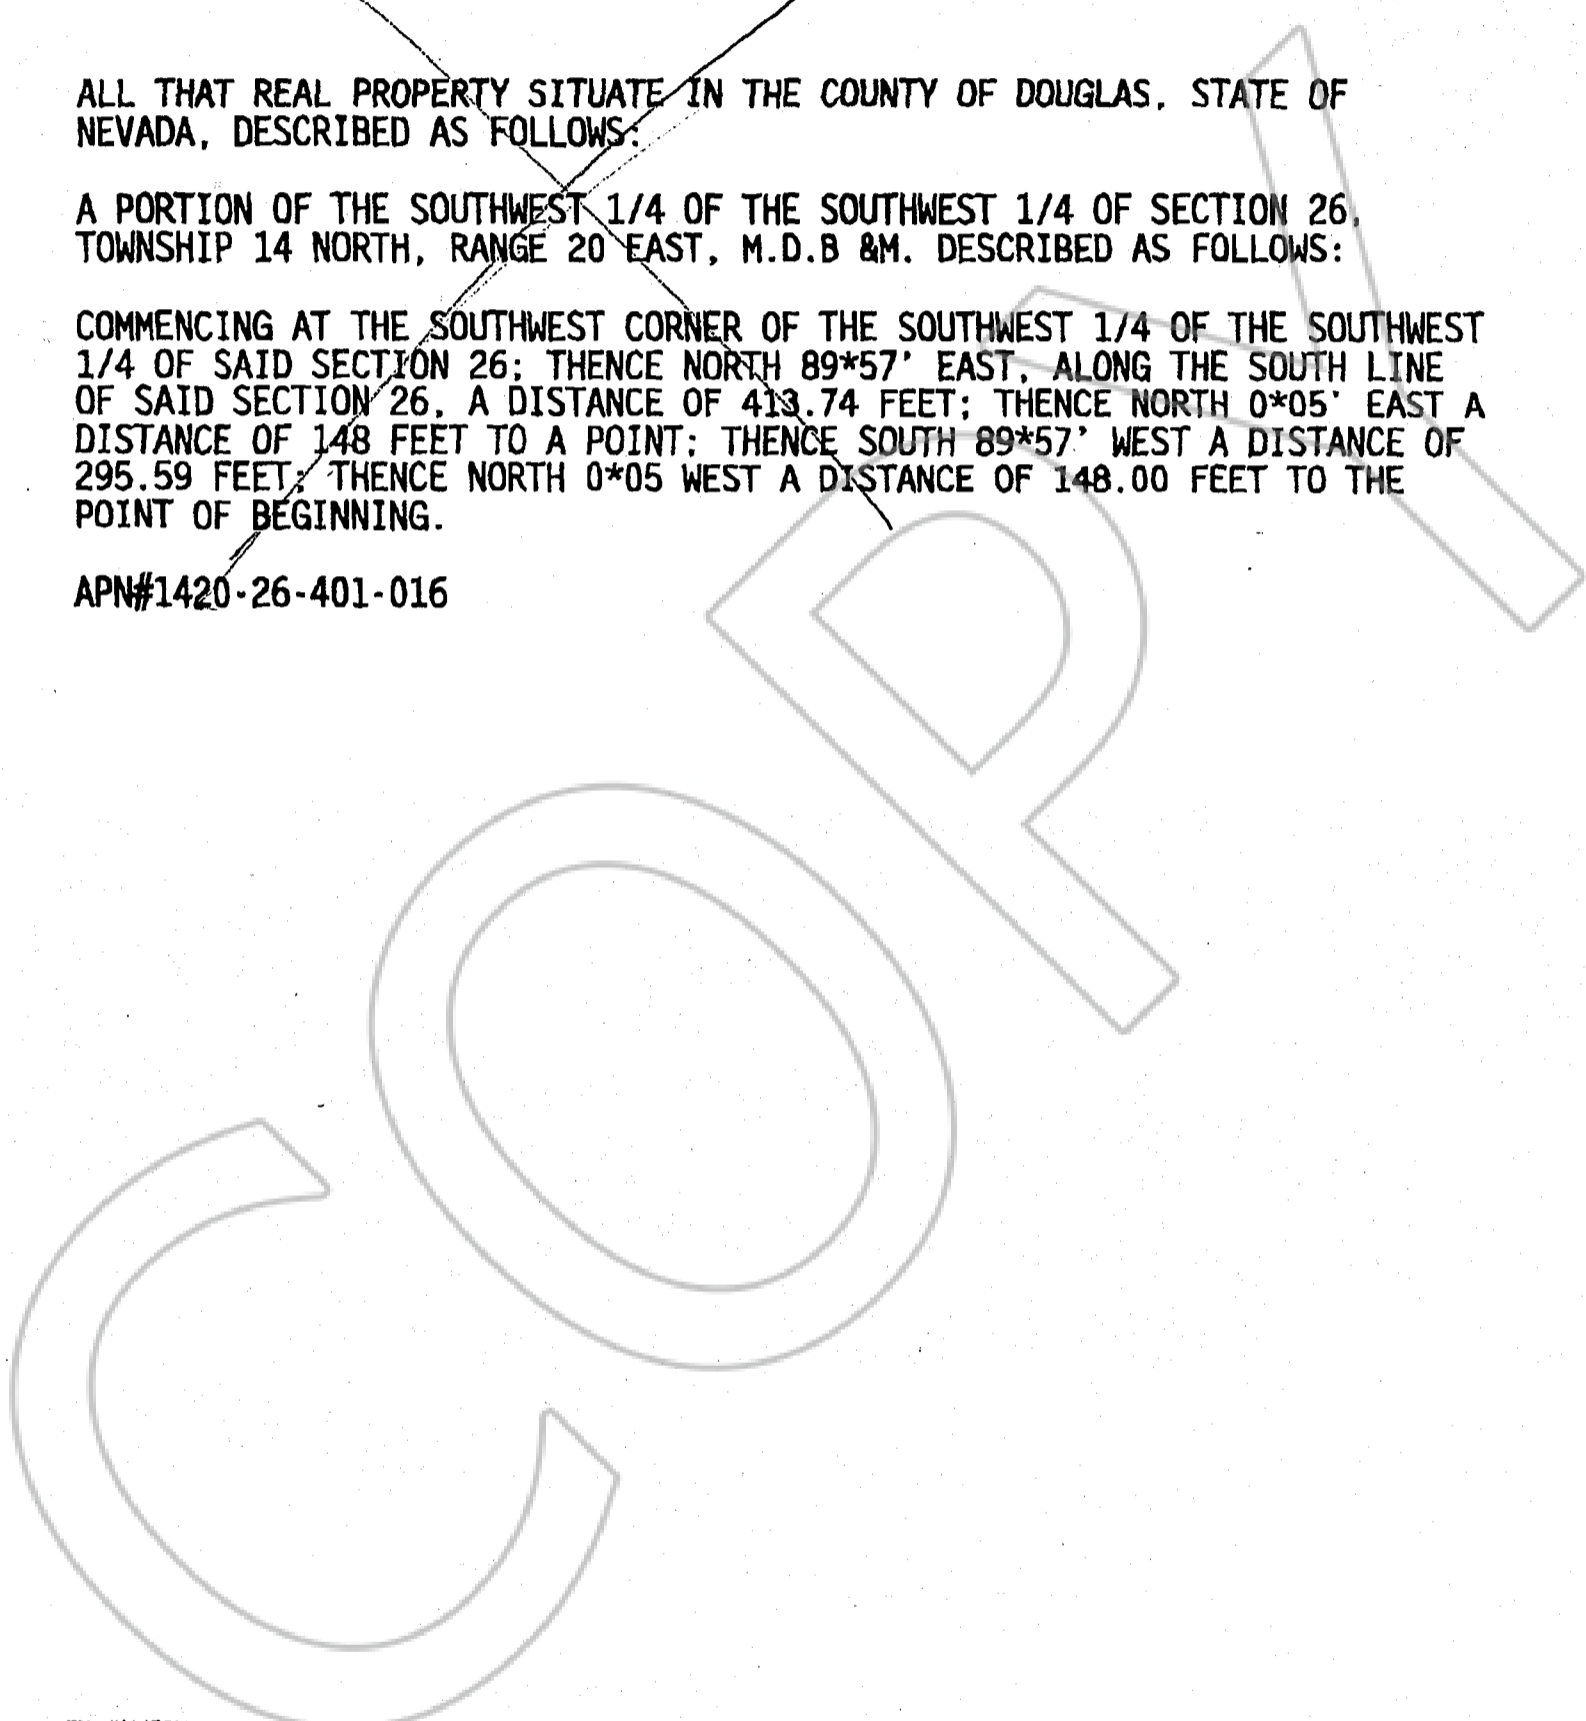 ALL THAT REAL PROPERTY SITUATE IN THE COUNTY OF DOUGLAS, STATE OF
NEVADA, DESCRIBED AS FOLLOWS:
A PORTION OF THE SOUTHWEST 1/4 OF THE SOUTHWEST 1/4 OF SECTION 26,
TOWNSHIP 14 NORTH, RANGE 20 EAST, M.D.B &M. DESCRIBED AS FOLLOWS:
COMMENCING AT THE SOUTHWEST CORNER OF THE SOUTHWEST 1/4 OF THE SOUTHWEST
1/4 OF SAID SECTION 26; THENCE NORTH 89*57' EAST, ALONG THE SOUTH LINE
OF SAID SECTION 26, A DISTANCE OF 413.74 FEET; THENCE NORTH 0*05' EAST A
DISTANCE OF 148 FEET TO A POINT; THENCE SOUTH 89*57' WEST A DISTANCE OF
295.59 FEET; THENCE NORTH 0*05 WEST A DISTANCE OF 148.00 FEET TO THE
POINT OF BEGINNING.
APN#1420-26-401-016
COPY